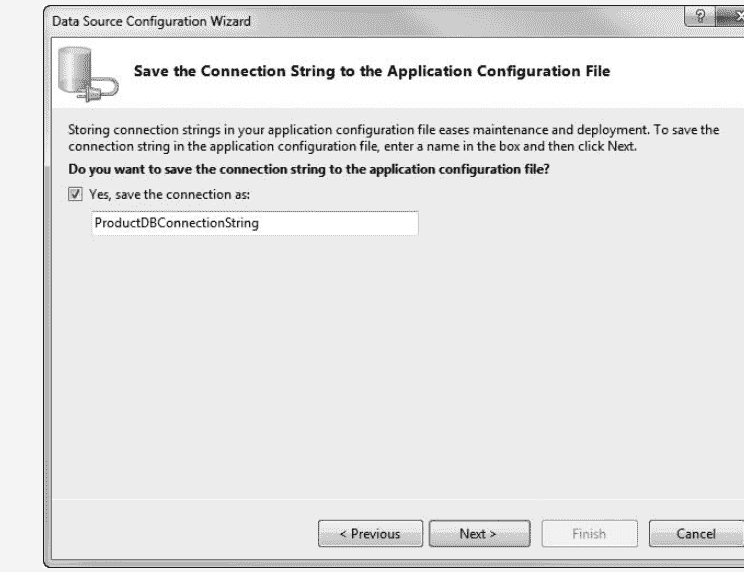 Data Source Configuration Wizard
Save the Connection String to the Application Configuration File
Storing connection strings in your application configuration file eases maintenance and deployment. To save the
connection string in the application configuration file, enter a name in the box and then click Next.
Do you want to save the connection string to the application configuration file?
Yes, save the connection as:
ProductDBConnectionString
< Previous Next > Finish Cancel